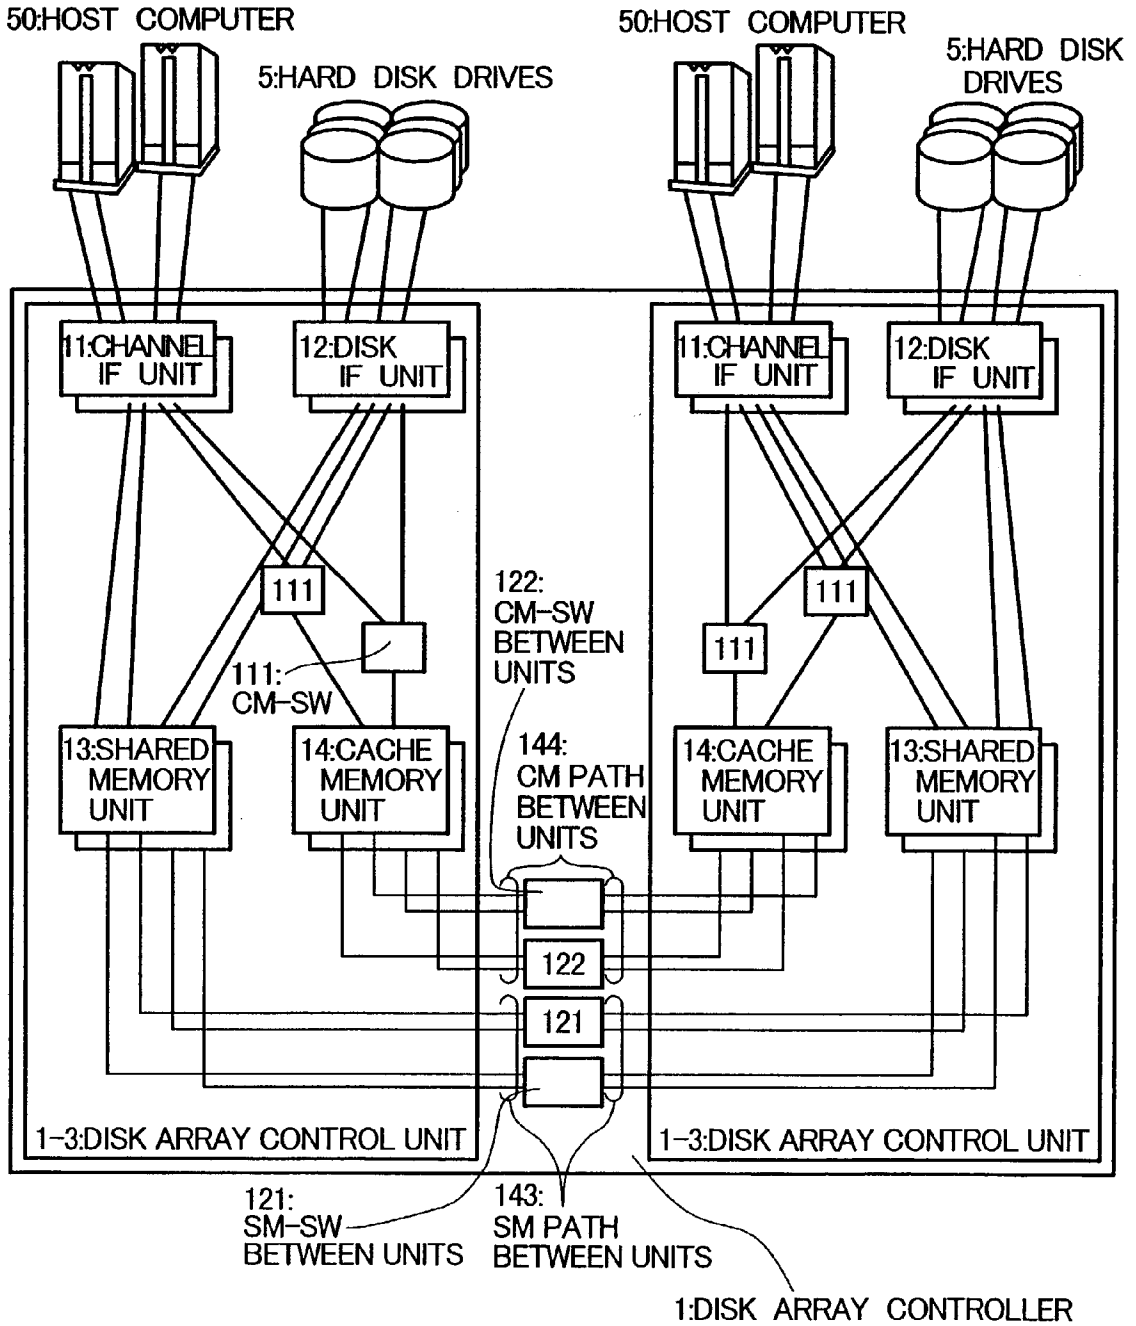 50:HOST COMPUTER
5:HARD DISK DRIVES
50:HOST COMPUTER
5:HARD DISK
DRIVES
11:CHANNEL
IF UNIT
12:DISK
IF UNIT
11:CHANNEL
IF UNIT
12:DISK
IF UNIT
111
111:
CM-SW
122:
CM-SW
BETWEEN
UNITS
111
111
13:SHARED
MEMORY
UNIT
14:CACHE
MEMORY
UNIT
144:
CM PATH
BETWEEN
UNITS
14:CACHE
MEMORY
UNIT
13:SHARED
MEMORY
UNIT
122
121
1-3:DISK ARRAY CONTROL UNIT
1-3:DISK ARRAY CONTROL UNIT
121:
SM-SW
BETWEEN UNITS
143:
SM PATH
BETWEEN UNITS
1:DISK ARRAY CONTROLLER